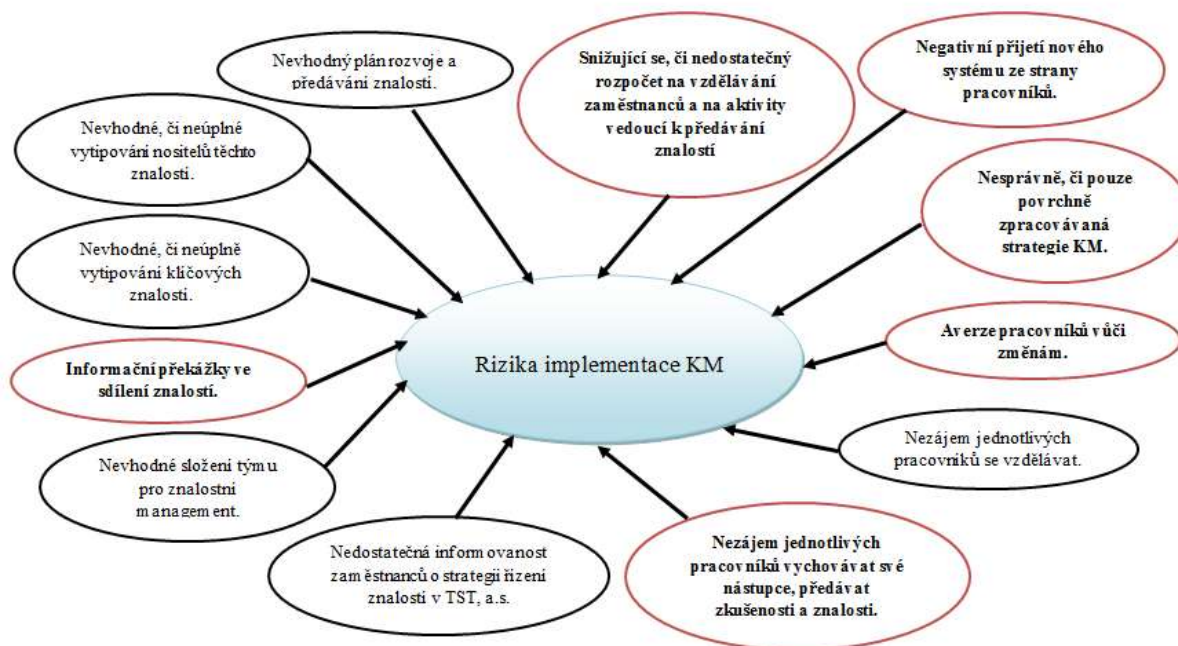 Nevhodný plán rozvoje a
předávání znalostí.
Snižující se, či nedostatečný
rozpočet na vzdělávání
zaměstnanců a na aktivity
vedoucí k předávání
znalostí
Negativní přijetí nového
systému ze strany
pracovníků.
Nevhodné, či neúplné
vytipování nositelů těchto
znalostí.
Nesprávně, či pouze
povrchně
zpracovávaná
strategie KM.
Nevhodné, či neúplně
vytipování klíčových
znalostí.
Averze pracovníků vůči
změnám.
Rizika implementace KM
Informační překážky ve
sdílení znalostí.
Nezájem jednotlivých
pracovníků se vzdělávat.
Nevhodné složení týmu
pro znalostní
management.
Nedostatečná informovanost
zaměstnanců o strategii řízení
znalostí v TST, a.s.
Nezájem jednotlivých
pracovníků vychovávat své
nástupce, předávat
zkušenosti a znalosti.